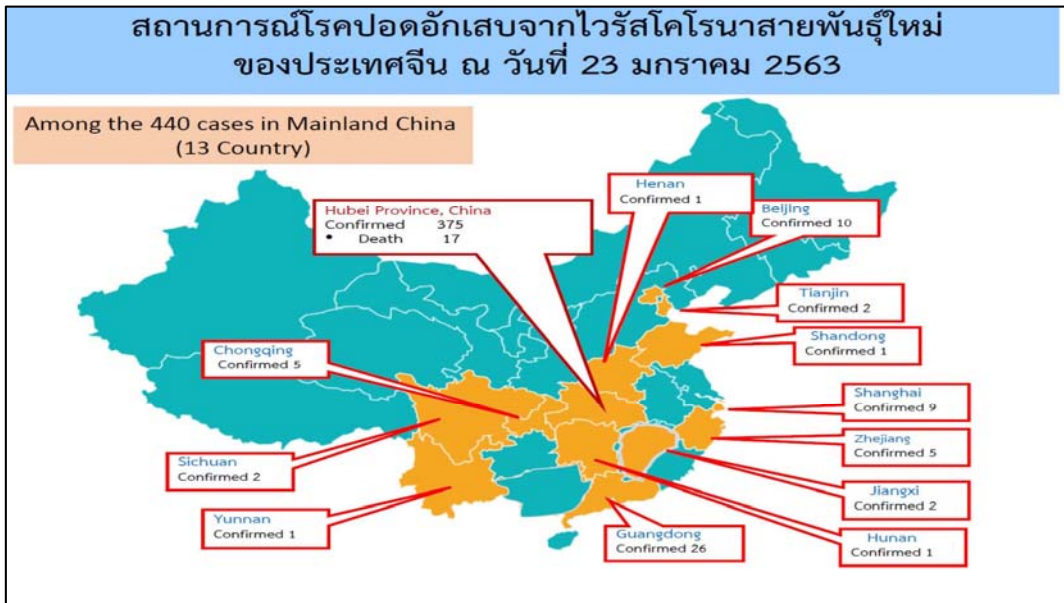 สถานการณ์โรคปอดอักเสบจากไวรัสโคโรนาสายพันธุ์ใหม่
ของประเทศจีน ณ วันที่ 23 มกราคม 2563
Among the 440 cases in Mainland China
(13 Country)
Henan
Confirmed 1
Hubei Province, China
Confirmed 375
• Death 17
Beijing
Confirmed 10
Tianjin
Confirmed 2
Shandong
Confirmed 1
Chongqing
Confirmed 5
Shanghai
Confirmed 9
Zhejiang
Confirmed 5
Sichuan
Confirmed 2
Jiangxi
Confirmed 2
Yunnan
Confirmed 1
Guangdong
Confirmed 26
Hunan
Confirmed 1